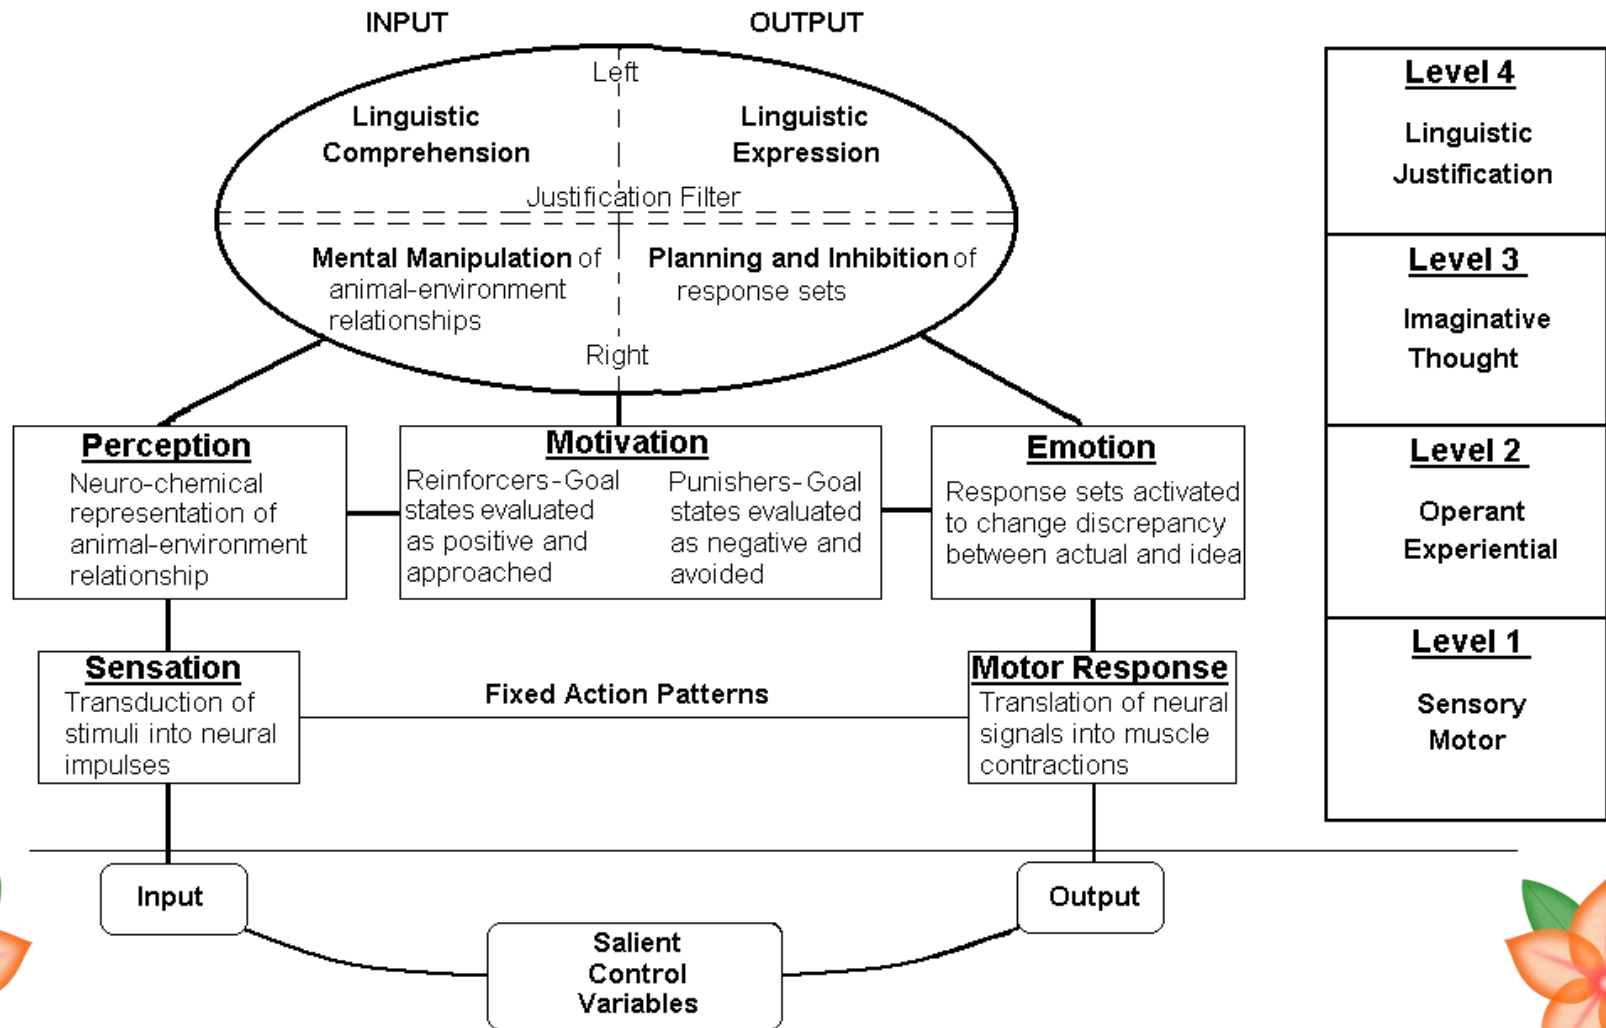 INPUT
OUTPUT
Left
Linguistic
Comprehension
Linguistic
Expression
Justification Filter
Mental Manipulation of
animal-environment
relationships
Planning and Inhibition of
response sets
Right
Perception
Neuro-chemical
representation of
animal-environment
relationship
Motivation
Reinforcers-Goal
states evaluated
as positive and
approached
Punishers-Goal
states evaluated
as negative and
avoided
Emotion
Response sets activated
to change discrepancy
between actual and idea
Sensation
Transduction of
stimuli into neural
impulses
Fixed Action Patterns
Motor Response
Translation of neural
signals into muscle
contractions
Input
Output
Salient
Control
Variables
Level 4
Linguistic
Justification
Level 3
Imaginative
Thought
Level 2
Operant
Experiential
Level 1
Sensory
Motor